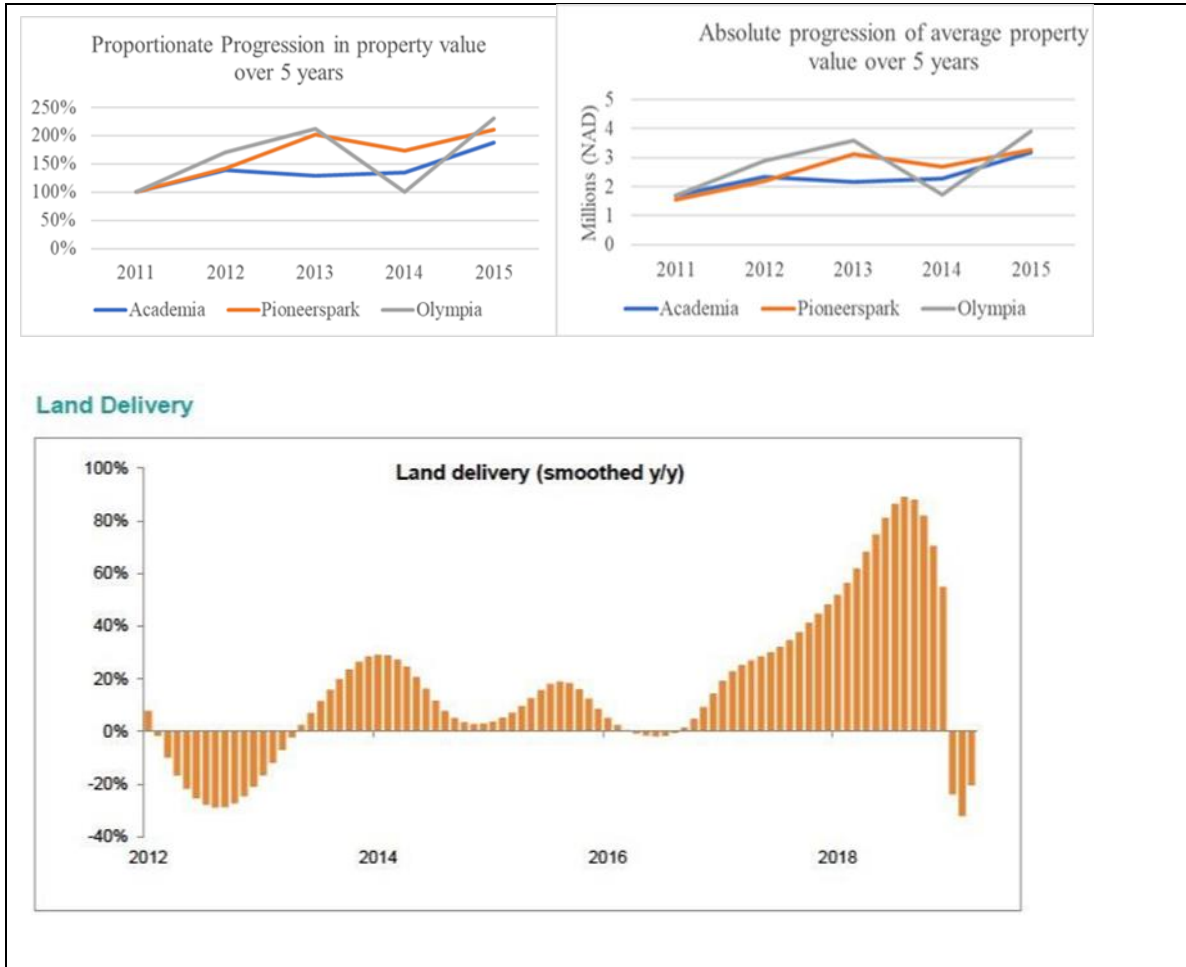 Proportionate Progression in property value
over 5 years
250%
200%
150%
100%
50%
0%
2011 2012 2013 2014 2015
Academia Pioneerspark Olympia
Absolute progression of average property
value over 5 years
Millions (NAD)
5
4
3
2
1
0
2011 2012 2013 2014 2015
Academia Pioneerspark Olympia
Land Delivery
Land delivery (smoothed y/y)
100%
80%
60%
40%
20%
0%
-20%
-40%
2012 2014 2016 2018